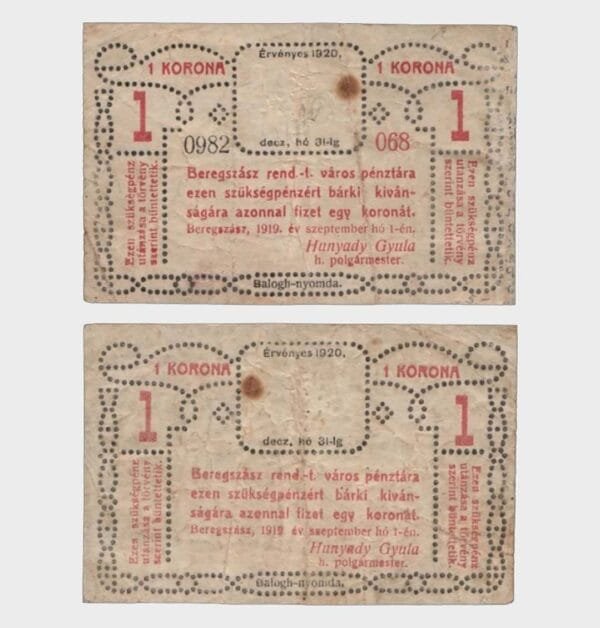 Érvényes 1920.
1 KORONA
1 KORONA
1
1
0982
decz. hó 31-ig
068
Beregszász rend.-t. város pénztára
ezen szükségpénzért bárki kiván-
ságára azonnal fizet egy koronát.
Beregszász, 1919. év szeptember hó 1-én.
Hunyady Gyula
h. polgármester.
Ezen szükségpénz
utánzása a törvény
szerint büntettetik.
Ezen szükségpénz
utánzása a törvény
szerint büntettetik.
Balogh-nyomda.
Érvényes 1920.
1 KORONA
1 KORONA
1
1
decz. hó 31-ig
Beregszász rend.-t. város pénztára
ezen szükségpénzért bárki kiván-
ságára azonnal fizet egy koronát.
Beregszász, 1919 év szeptember hó 1-én.
Hunyady Gyula
h. polgármester.
Ezen szükségpénz
utánzása a törvény
szerint büntettetik.
Ezen szükségpénz
utánzása a törvény
szerint büntettetik.
Balogh-nyomda.